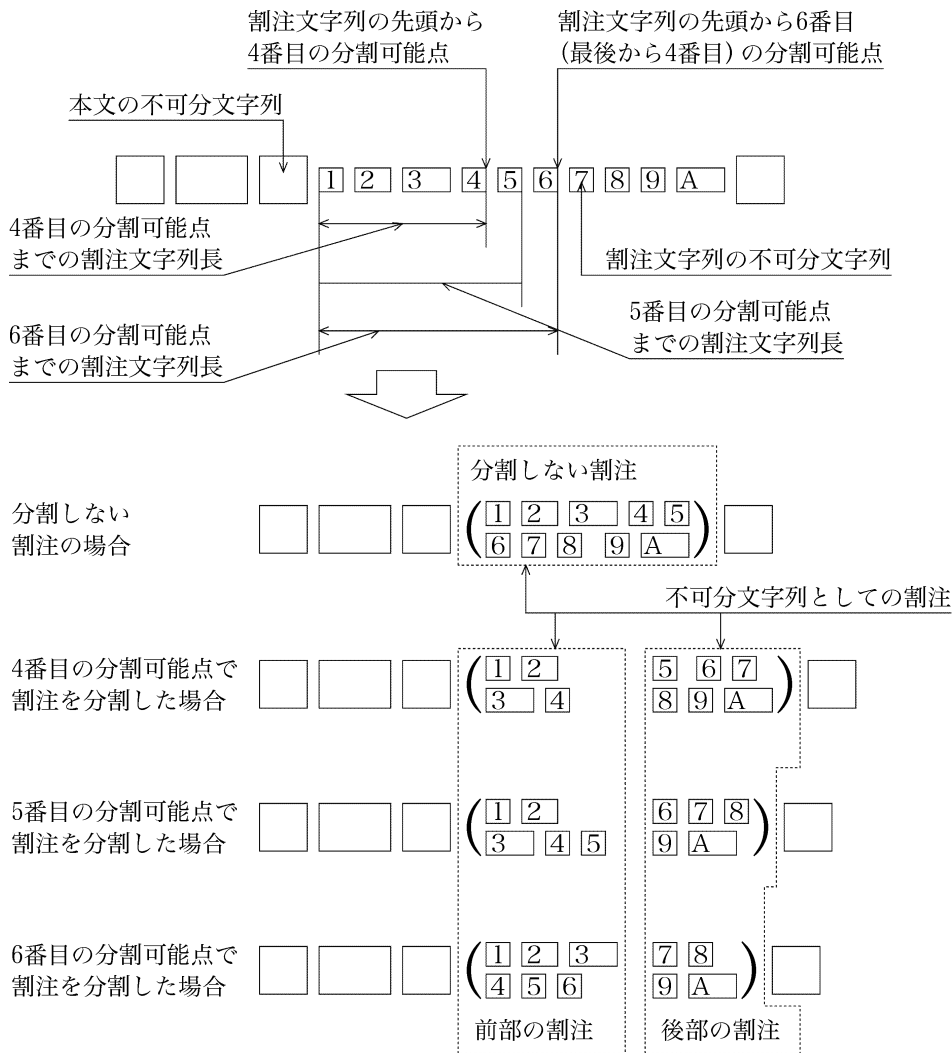 割注文字列の先頭から
4番目の分割可能点
割注文字列の先頭から6番目
(最後から4番目) の分割可能点
本文の不可分文字列
1 2 3 4 5 6 7 8 9 A
4番目の分割可能点
までの割注文字列長
割注文字列の不可分文字列
5番目の分割可能点
までの割注文字列長
6番目の分割可能点
までの割注文字列長
分割しない割注
分割しない
割注の場合
( 1 2 3 4 5
6 7 8 9 A )
不可分文字列としての割注
4番目の分割可能点で
割注を分割した場合
( 1 2
3 4
5 6 7
8 9 A )
5番目の分割可能点で
割注を分割した場合
( 1 2
3 4 5
6 7 8
9 A )
6番目の分割可能点で
割注を分割した場合
( 1 2 3
4 5 6
7 8
9 A )
前部の割注
後部の割注